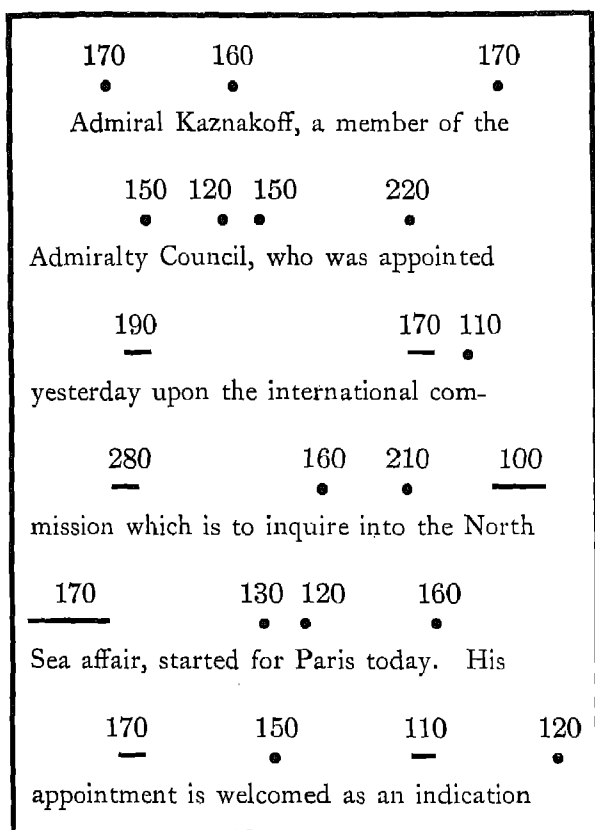 170 160 170
Admiral Kaznakoff, a member of the
150 120 150 220
Admiralty Council, who was appointed
190 170 110
yesterday upon the international com-
280 160 210 100
mission which is to inquire into the North
170 130 120 160
Sea affair, started for Paris today. His
170 150 110 120
appointment is welcomed as an indication